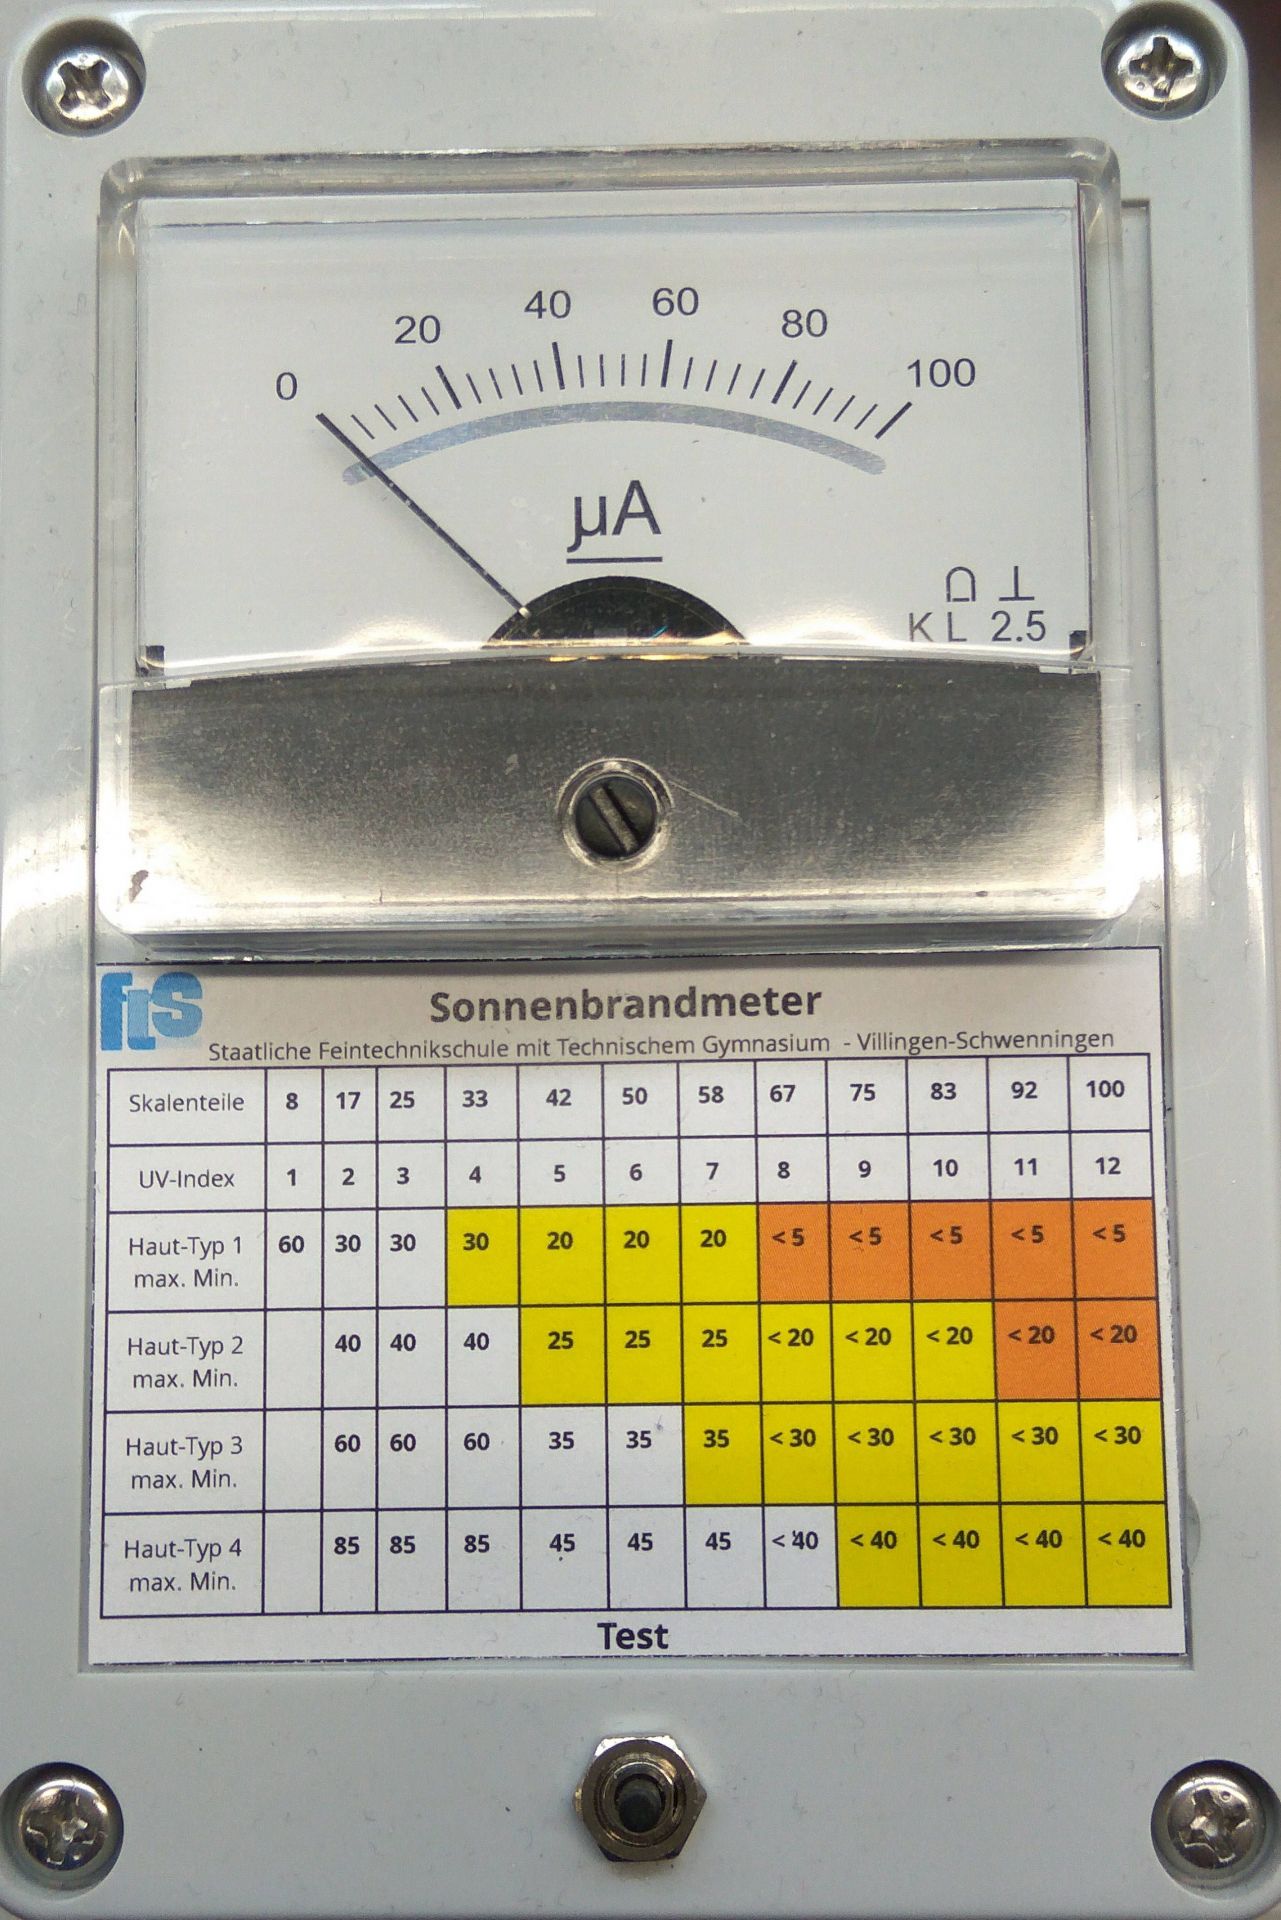 0 20 40 60 80 100
µA
KL 2.5
fts
Sonnenbrandmeter
Staatliche Feintechnikschule mit Technischem Gymnasium - Villingen-Schwenningen
Skalenteile 8 17 25 33 42 50 58 67 75 83 92 100
UV-Index 1 2 3 4 5 6 7 8 9 10 11 12
Haut-Typ 1 max. Min. 60 30 30 30 20 20 20 < 5 < 5 < 5 < 5 < 5
Haut-Typ 2 max. Min. 40 40 40 25 25 25 < 20 < 20 < 20 < 20 < 20
Haut-Typ 3 max. Min. 60 60 60 35 35 35 < 30 < 30 < 30 < 30 < 30
Haut-Typ 4 max. Min. 85 85 85 45 45 45 < 40 < 40 < 40 < 40 < 40
Test